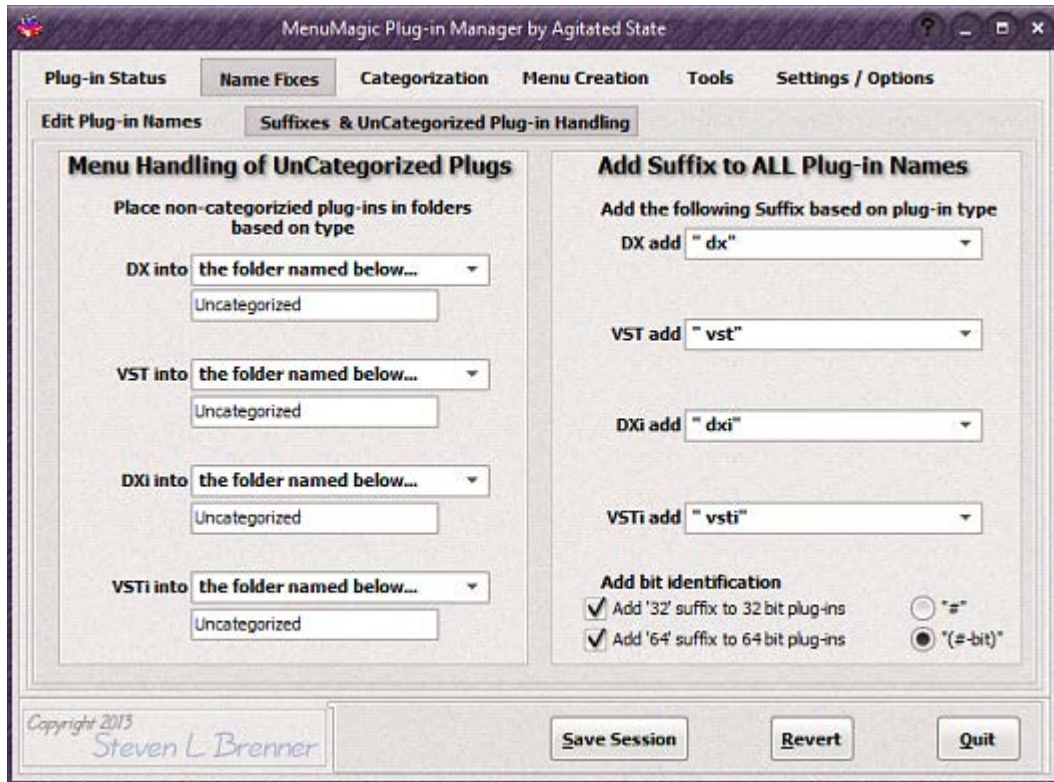 MenuMagic Plug-in Manager by Agitated State
?
Plug-in Status Name Fixes Categorization Menu Creation Tools Settings / Options
Edit Plug-in Names Suffixes & UnCategorized Plug-in Handling
Menu Handling of UnCategorized Plugs
Place non-categorizied plug-ins in folders
based on type
DX into the folder named below...
Uncategorized
VST into the folder named below...
Uncategorized
DXi into the folder named below...
Uncategorized
VSTi into the folder named below...
Uncategorized
Add Suffix to ALL Plug-in Names
Add the following Suffix based on plug-in type
DX add " dx"
VST add " vst"
DXi add " dxi"
VSTi add " vsti"
Add bit identification
Add '32' suffix to 32 bit plug-ins "#"
Add '64' suffix to 64 bit plug-ins "(#-bit)"
Copyright 2013
Steven L Brenner
Save Session Revert Quit